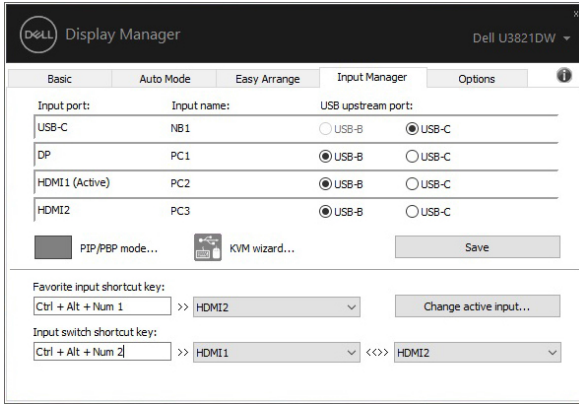 DELL Display Manager
Dell U3821DW
Basic Auto Mode Easy Arrange Input Manager Options
Input port: Input name: USB upstream port:
USB-C NB1 USB-B USB-C
DP PC1 USB-B USB-C
HDMI1 (Active) PC2 USB-B USB-C
HDMI2 PC3 USB-B USB-C
PIP/PBP mode... KVM wizard... Save
Favorite input shortcut key:
Ctrl + Alt + Num 1 >> HDMI2 Change active input...
Input switch shortcut key:
Ctrl + Alt + Num 2 >> HDMI1 <<>> HDMI2